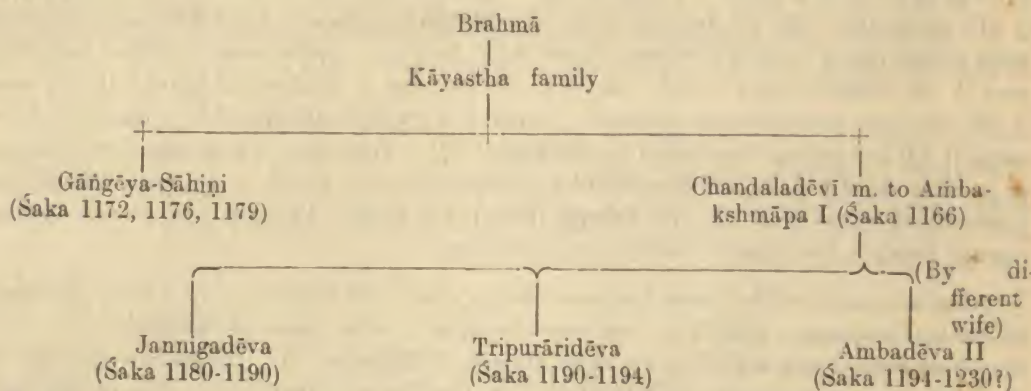 Brahmā
Kāyastha family
Gāṅgēya-Sāhiṇi
(Śaka 1172, 1176, 1179)
Chandaladēvī m. to Aṁba-
kshmāpa I (Śaka 1166)
(By di-
fferent
wife)
Jannigadēva
(Śaka 1180-1190)
Tripurāridēva
(Śaka 1190-1194)
Ambadēva II
(Śaka 1194-1230?)